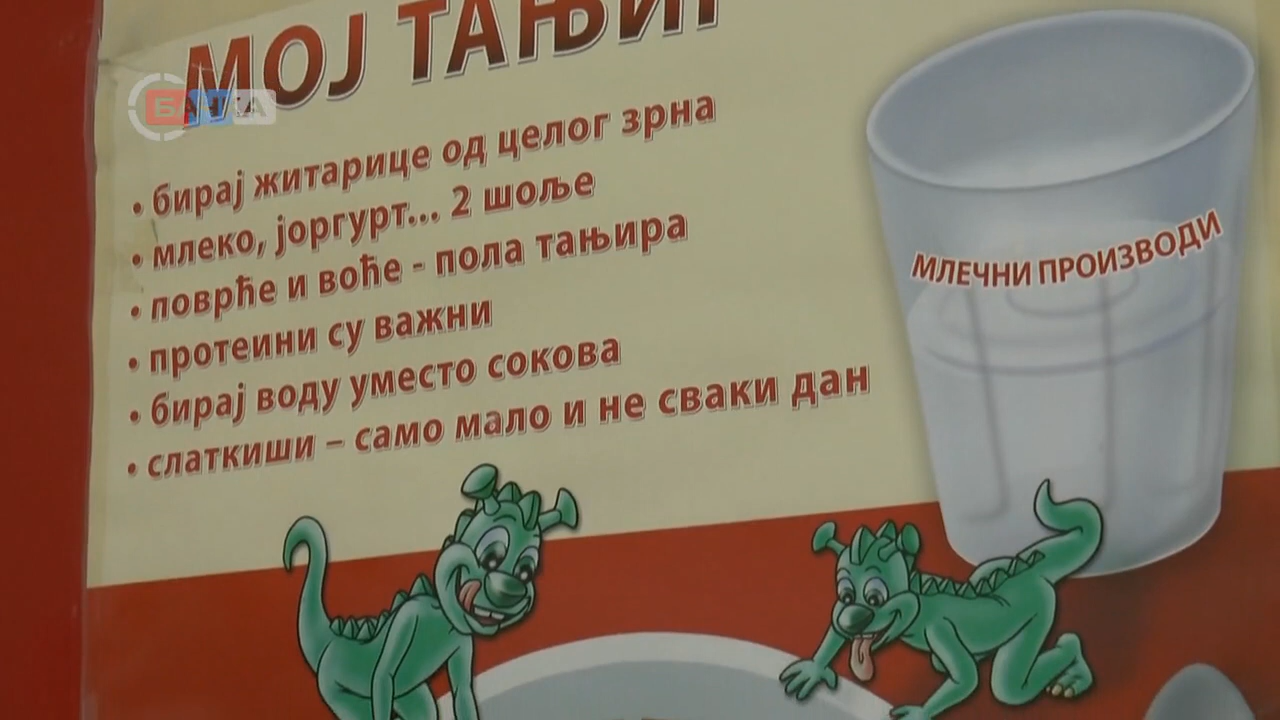 МОЈ ТАЊИР
БАНКА
• бирај житарице од целог зрна
• млеко, јоргурт... 2 шоље
• поврће и воће - пола тањира
• протеини су важни
• бирај воду уместо сокова
• слаткиши – само мало и не сваки дан
МЛЕЧНИ ПРОИЗВОДИ